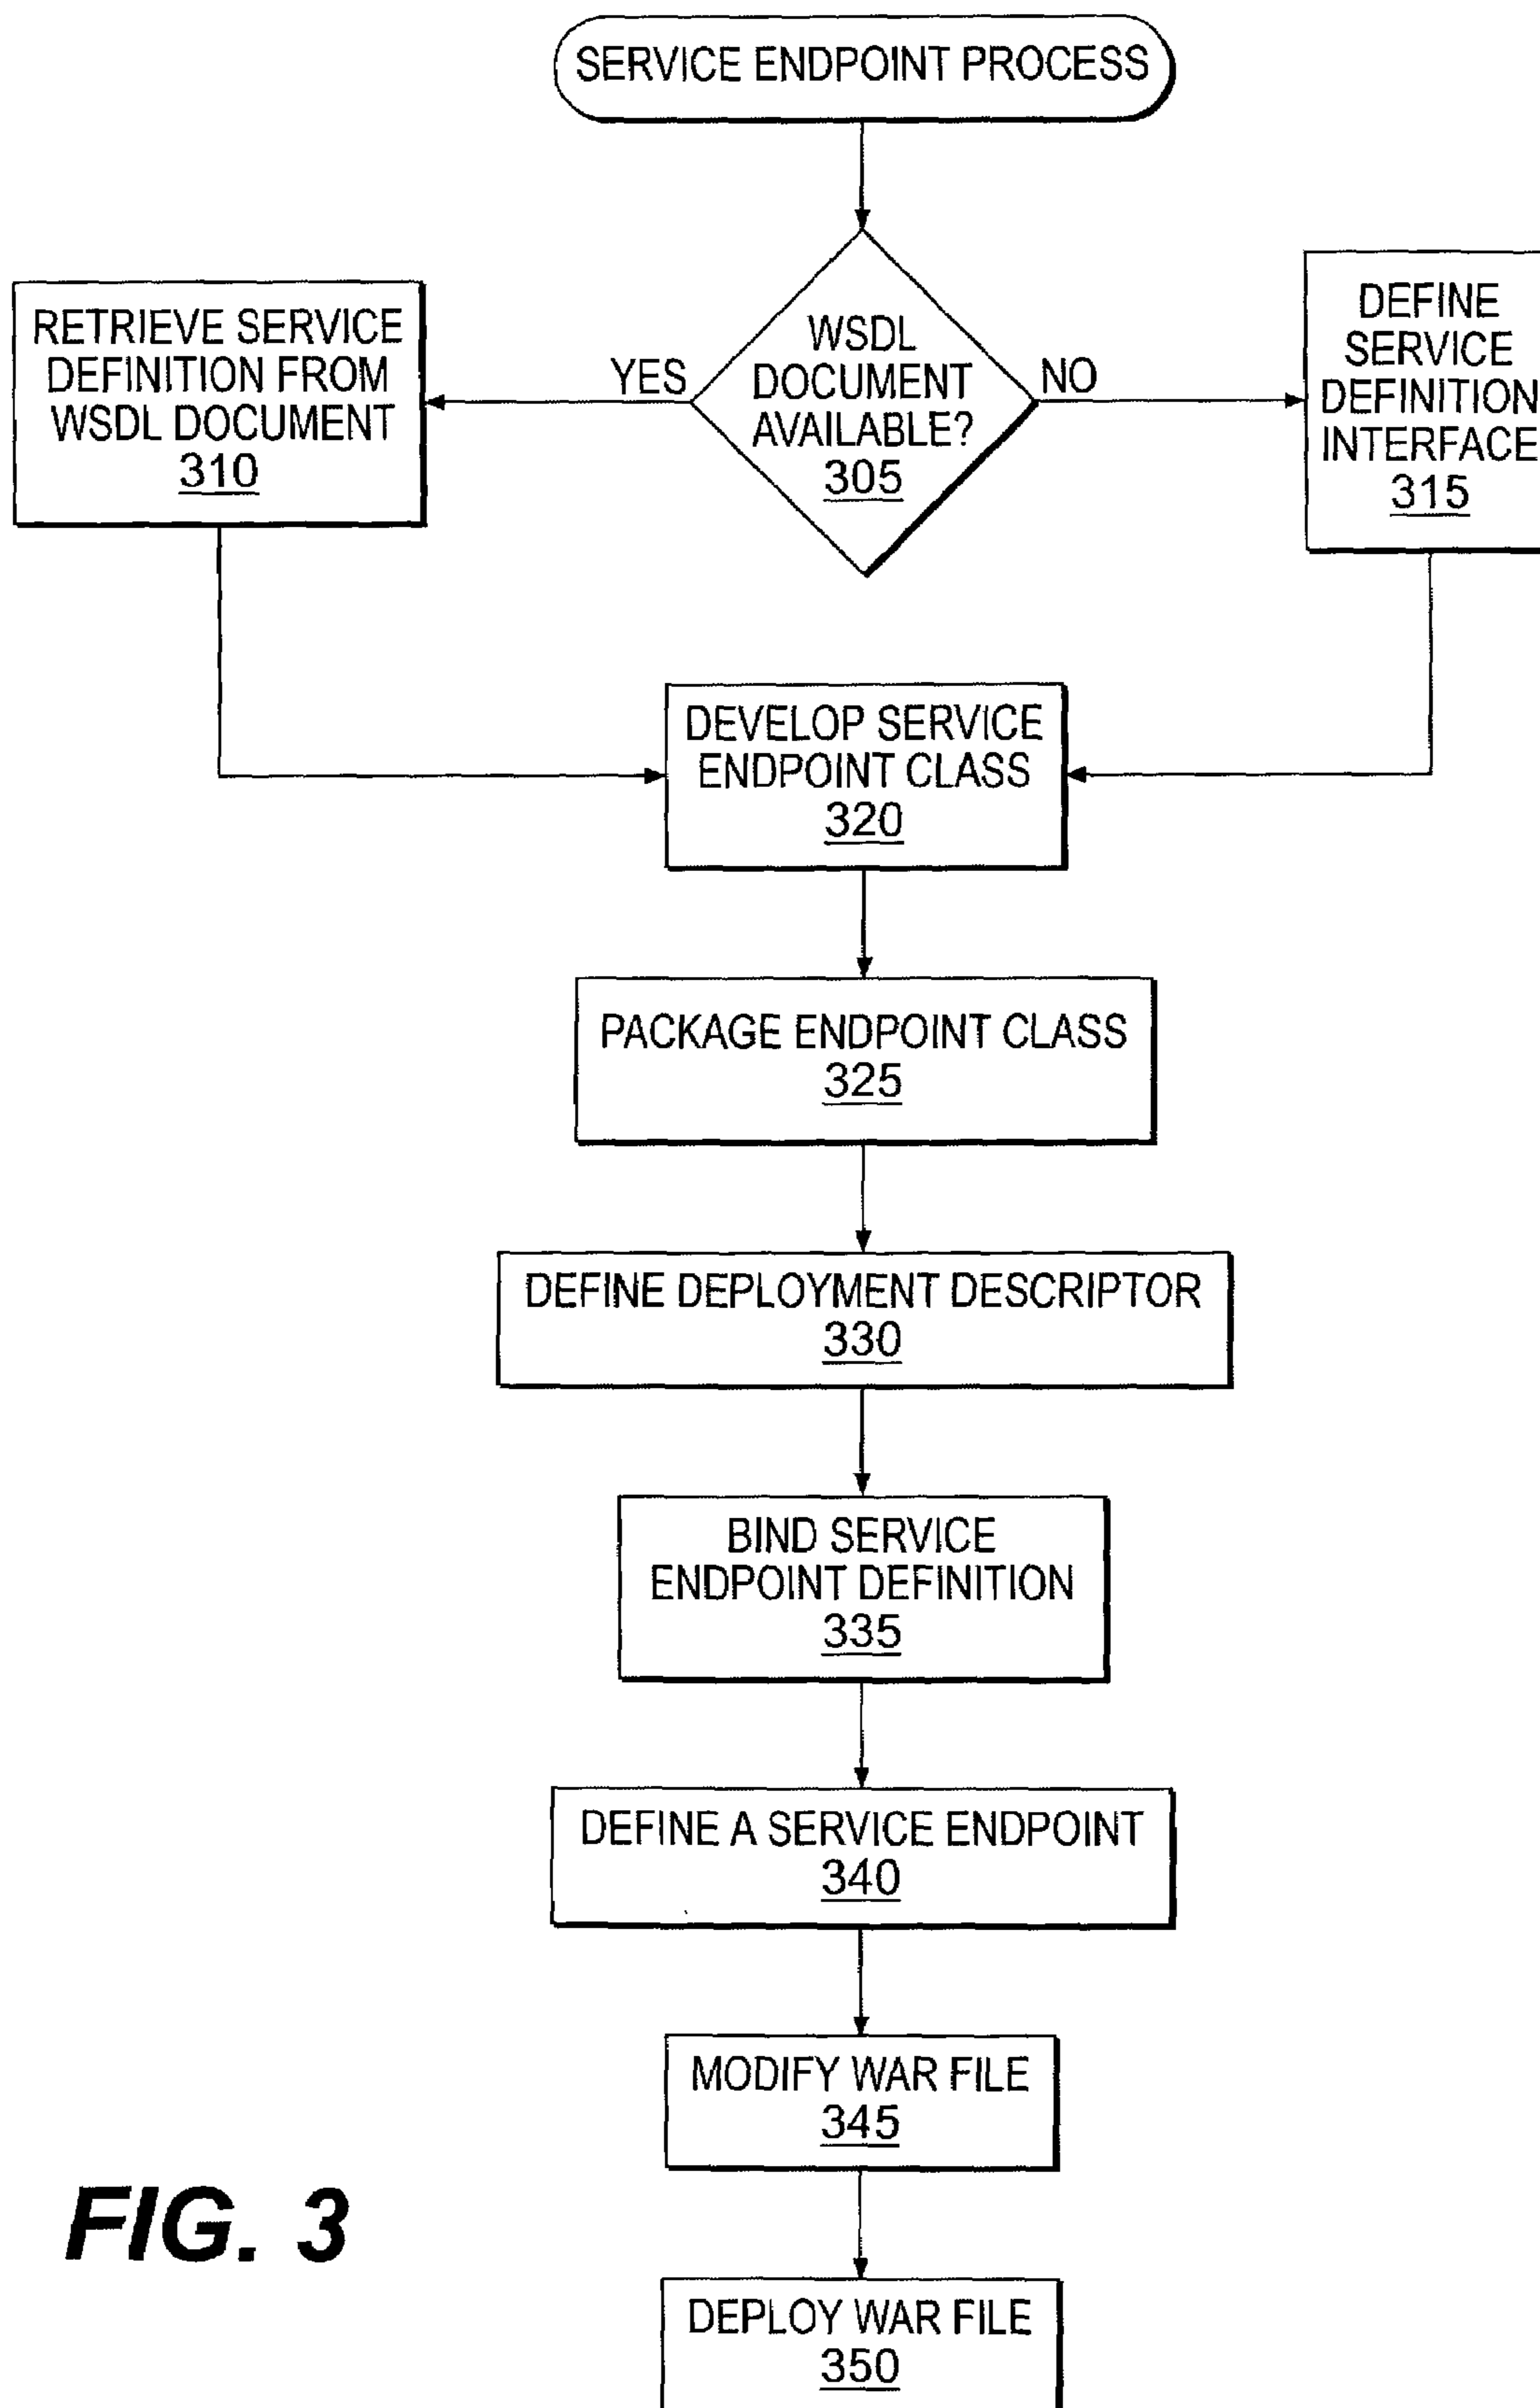 SERVICE ENDPOINT PROCESS
WSDL
DOCUMENT
AVAILABLE?
305
YES
NO
RETRIEVE SERVICE
DEFINITION FROM
WSDL DOCUMENT
310
DEFINE
SERVICE
DEFINITION
INTERFACE
315
DEVELOP SERVICE
ENDPOINT CLASS
320
PACKAGE ENDPOINT CLASS
325
DEFINE DEPLOYMENT DESCRIPTOR
330
BIND SERVICE
ENDPOINT DEFINITION
335
DEFINE A SERVICE ENDPOINT
340
MODIFY WAR FILE
345
DEPLOY WAR FILE
350
FIG. 3